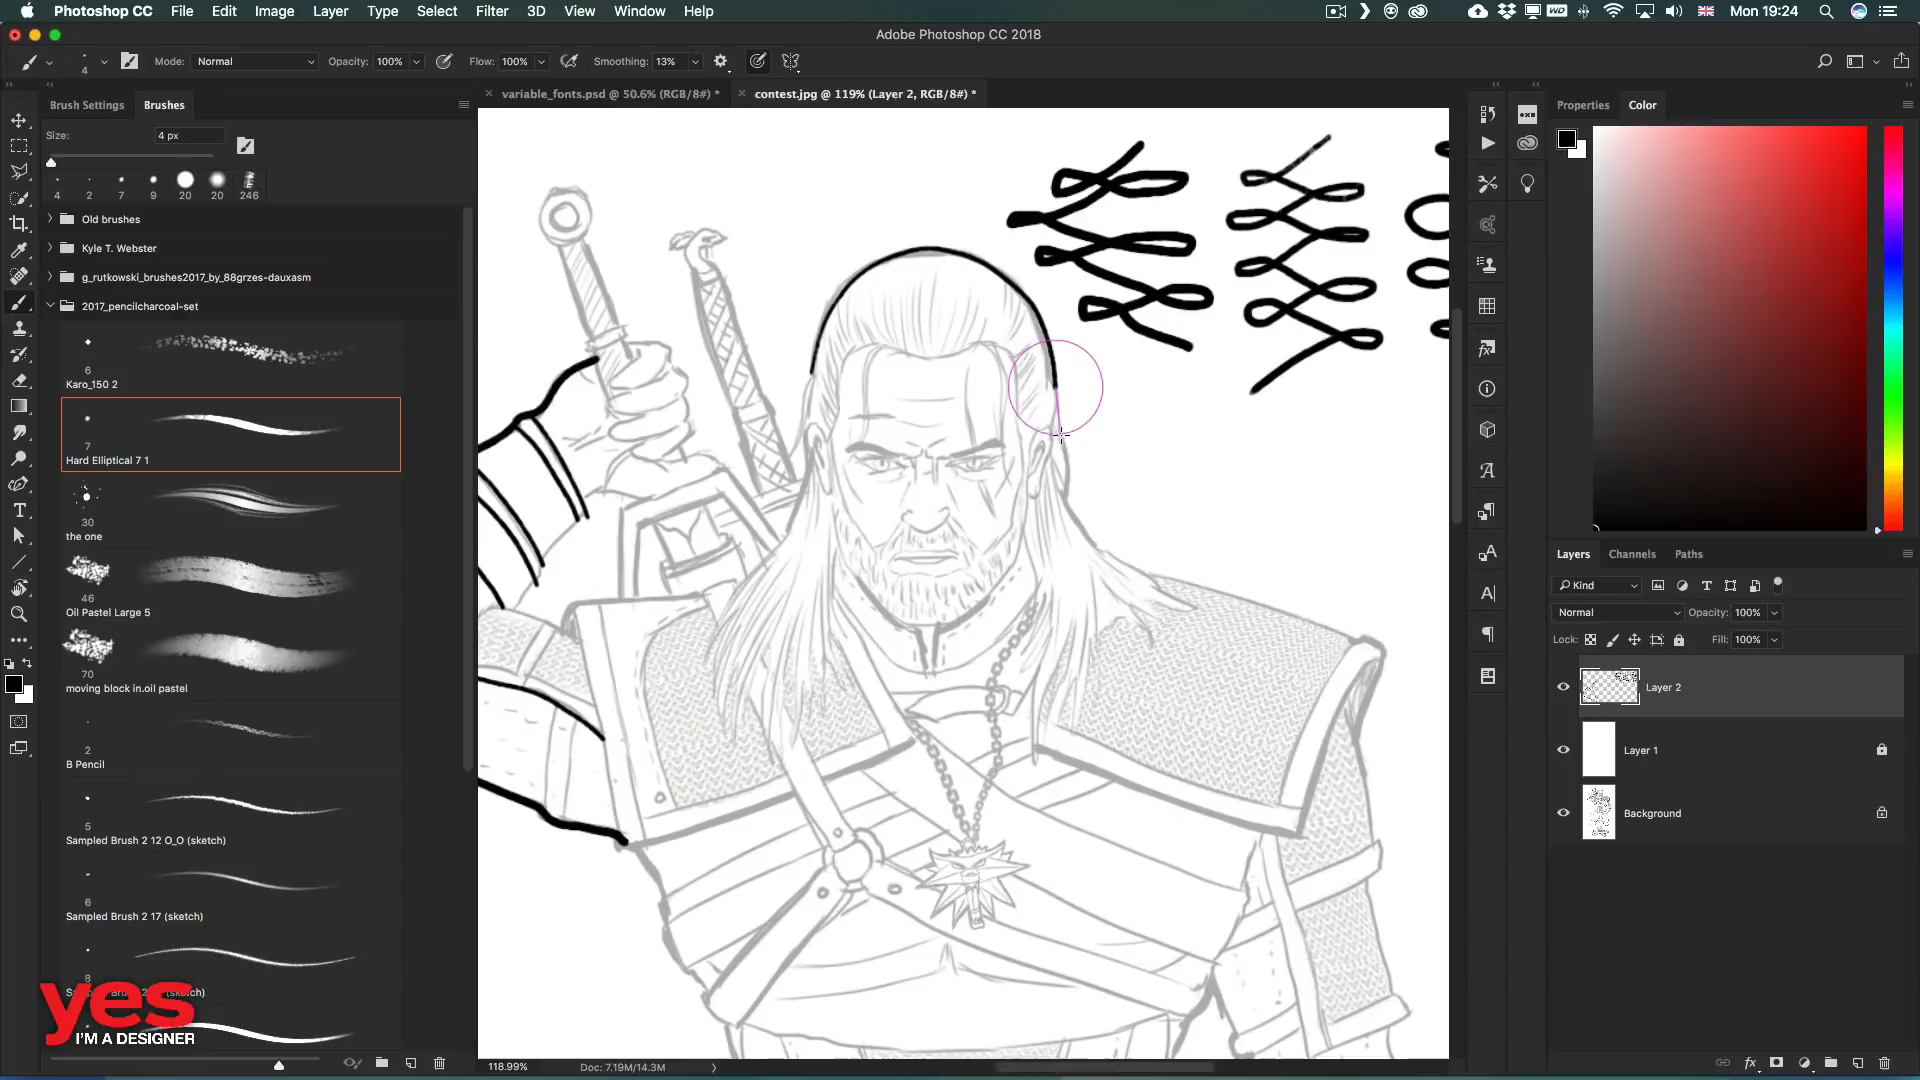 Photoshop CC File Edit Image Layer Type Select Filter 3D View Window Help WD Mon 19:24
Adobe Photoshop CC 2018
4 Mode: Normal Opacity: 100% Flow: 100% Smoothing: 13%
variable_fonts.psd @ 50.6% (RGB/8#) * contest.jpg @ 119% (Layer 2, RGB/8#) *
Brush Settings Brushes
Size: 4 px
4 2 7 9 20 20 246
Old brushes
Kyle T. Webster
g_rutkowski_brushes2017_by_88grzes-dauxasm
2017_pencilcharcoal-set
6
Karo_150 2
7
Hard Elliptical 7 1
30
the one
46
Oil Pastel Large 5
70
moving block in.oil pastel
2
B Pencil
5
Sampled Brush 2 12 O_O (sketch)
6
Sampled Brush 2 17 (sketch)
8
(sketch)
yes
I'M A DESIGNER
118.99% Doc: 7.19M/14.3M
Properties Color
Layers Channels Paths
Kind
Normal Opacity: 100%
Lock: Fill: 100%
Layer 2
Layer 1
Background